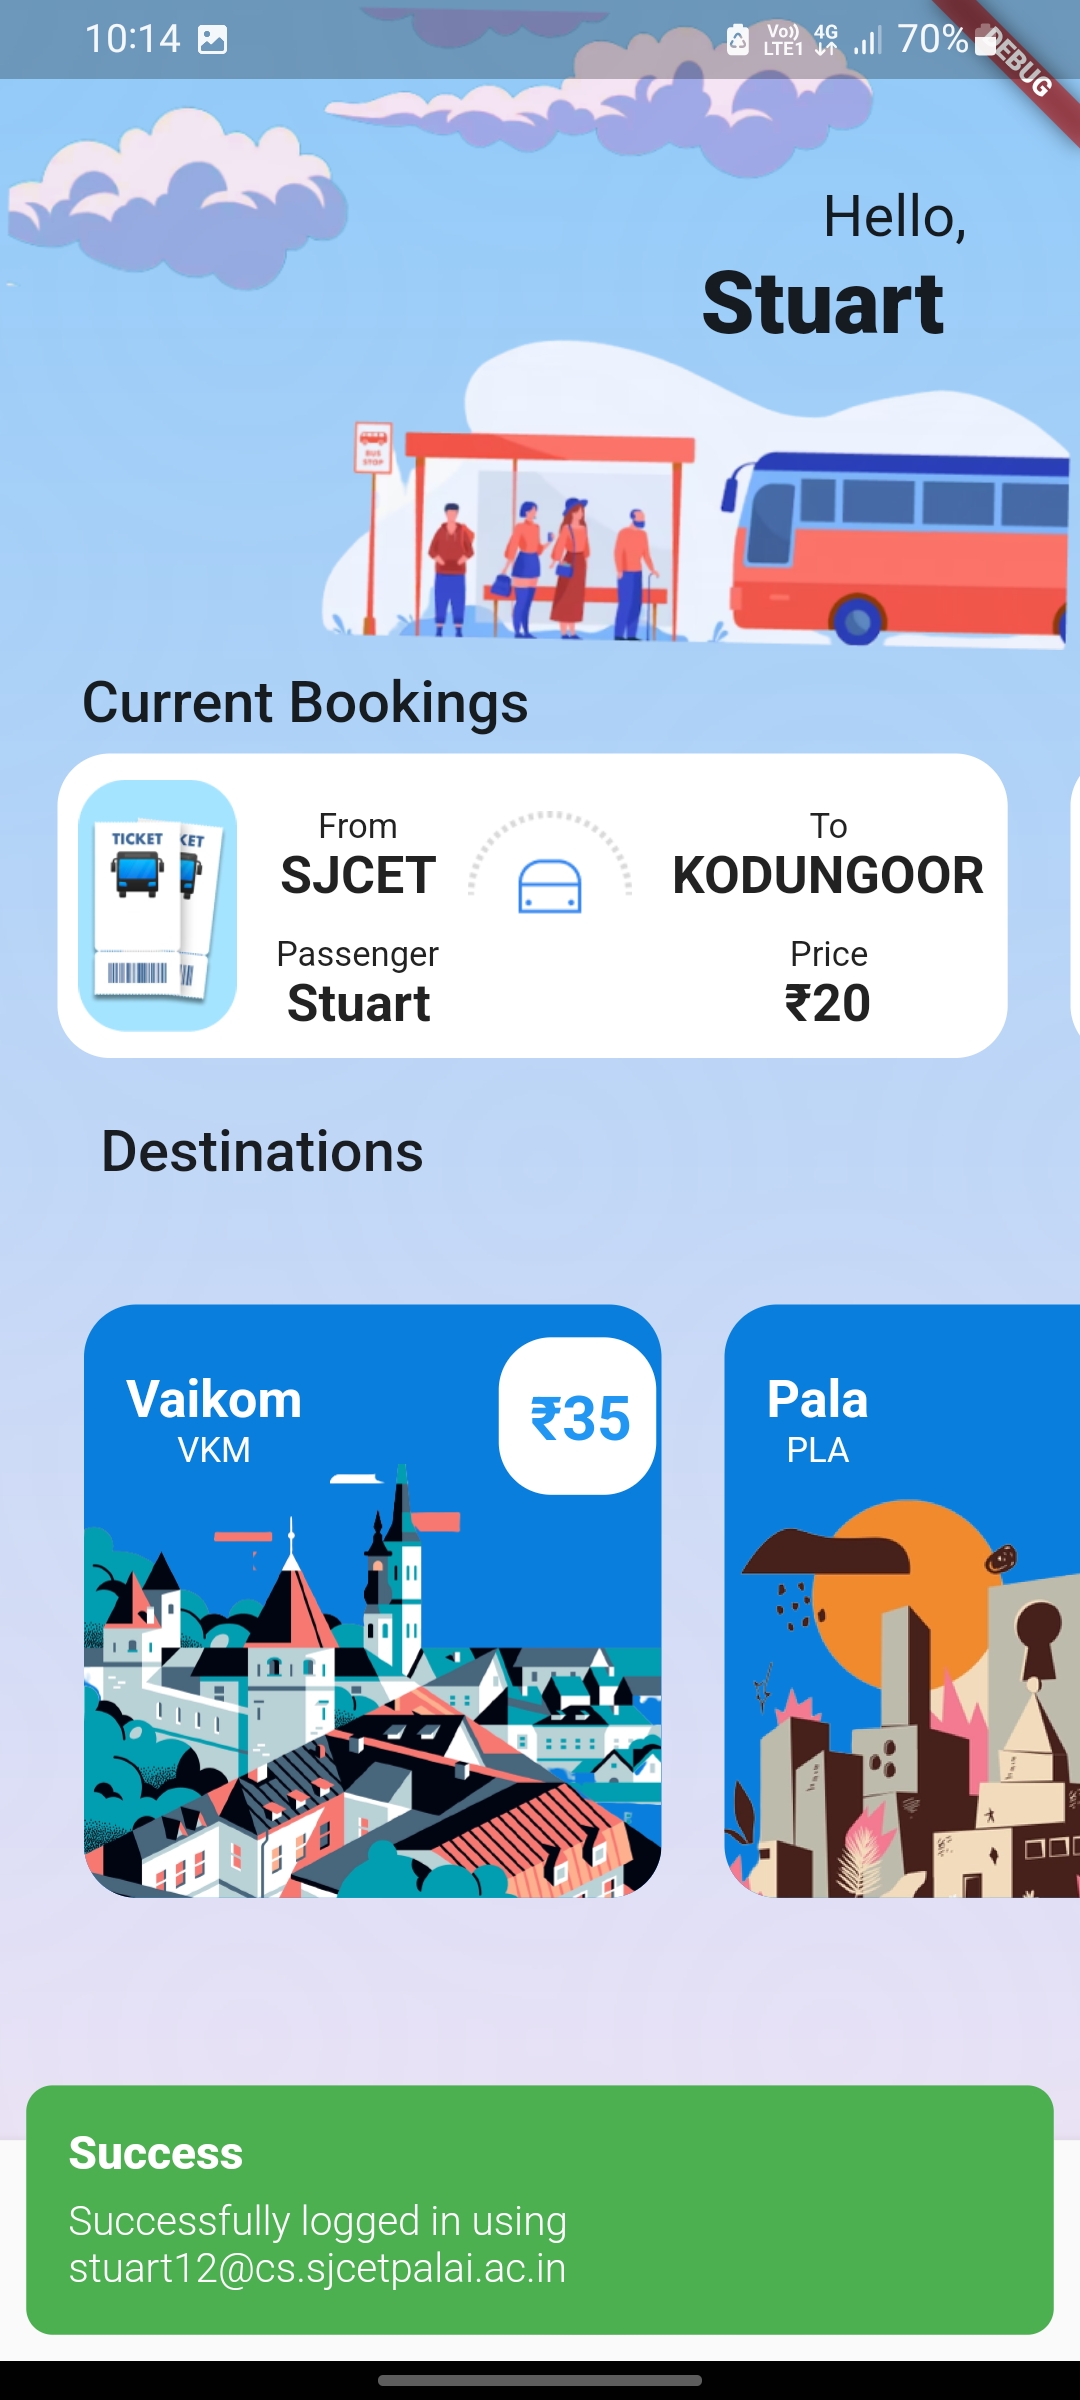 10:14
Vo)) LTE1 4G 70%
DEBUG
Hello,
Stuart
BUS STOP
Current Bookings
TICKET
KET
From
SJCET
To
KODUNGOOR
Passenger
Stuart
Price
₹20
Destinations
Vaikom
VKM
₹35
Pala
PLA
Success
Successfully logged in using
stuart12@cs.sjcetpalai.ac.in